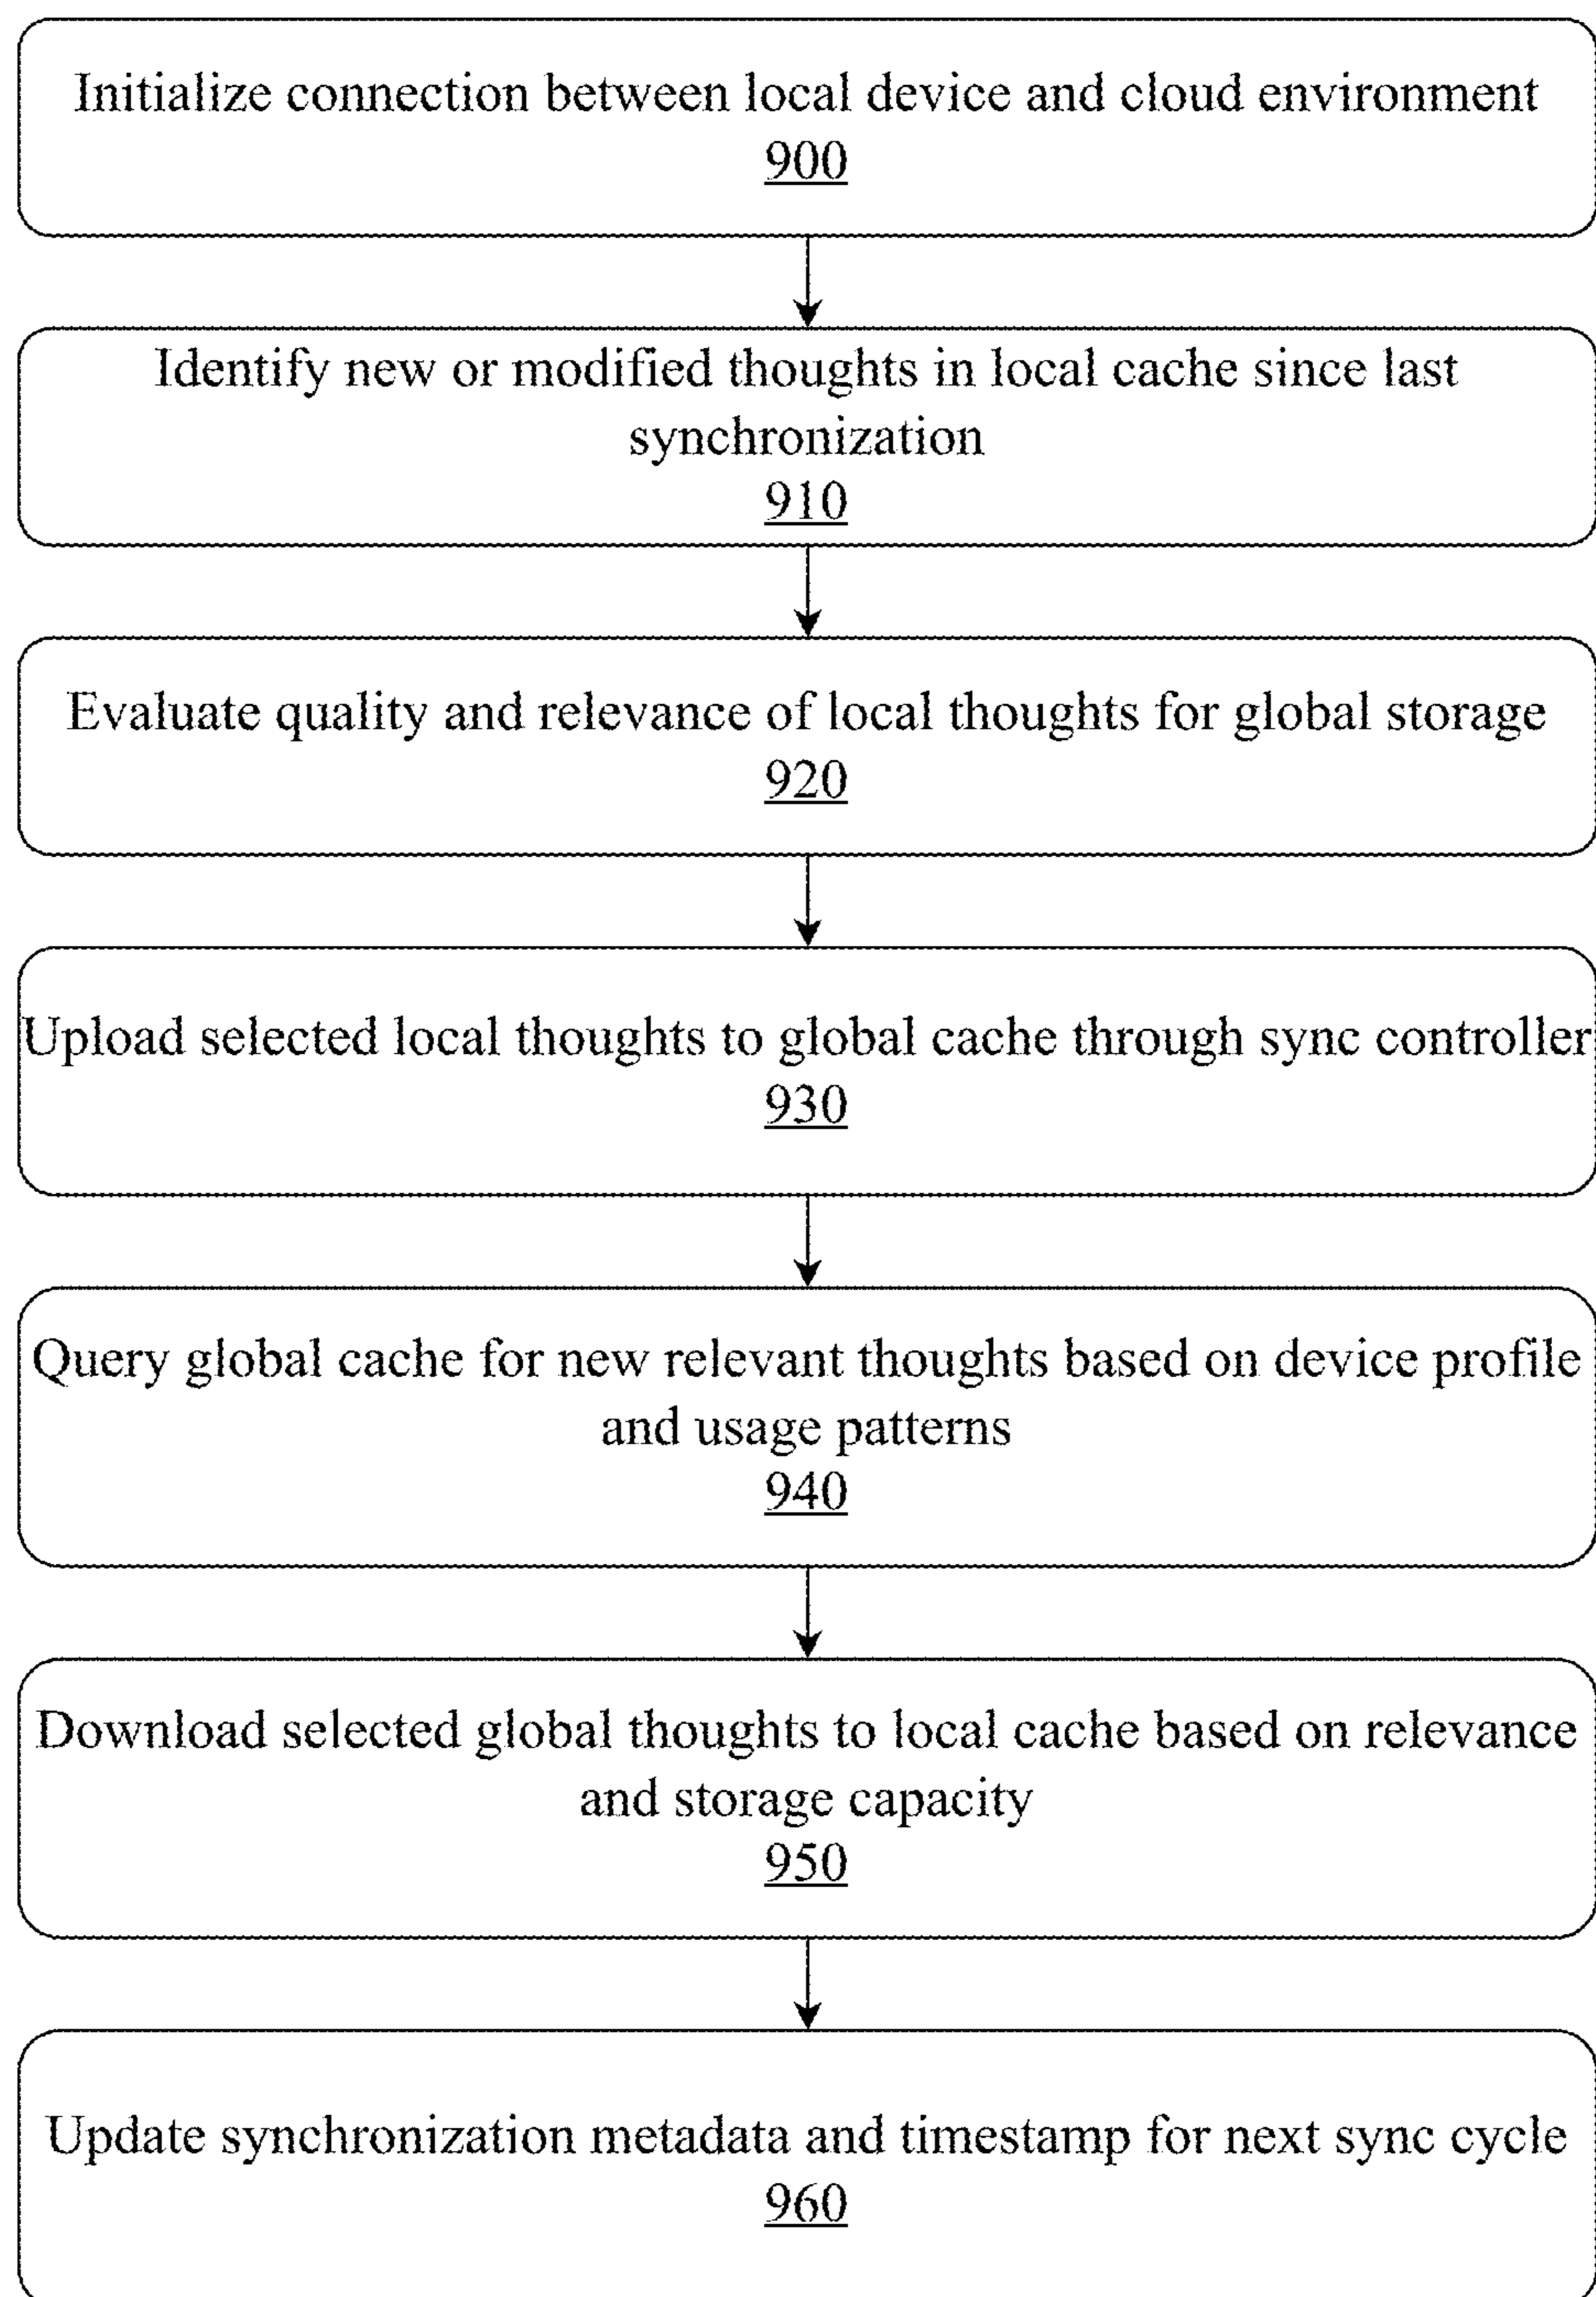 Initialize connection between local device and cloud environment
900
Identify new or modified thoughts in local cache since last
synchronization
910
Evaluate quality and relevance of local thoughts for global storage
920
Upload selected local thoughts to global cache through sync controller
930
Query global cache for new relevant thoughts based on device profile
and usage patterns
940
Download selected global thoughts to local cache based on relevance
and storage capacity
950
Update synchronization metadata and timestamp for next sync cycle
960